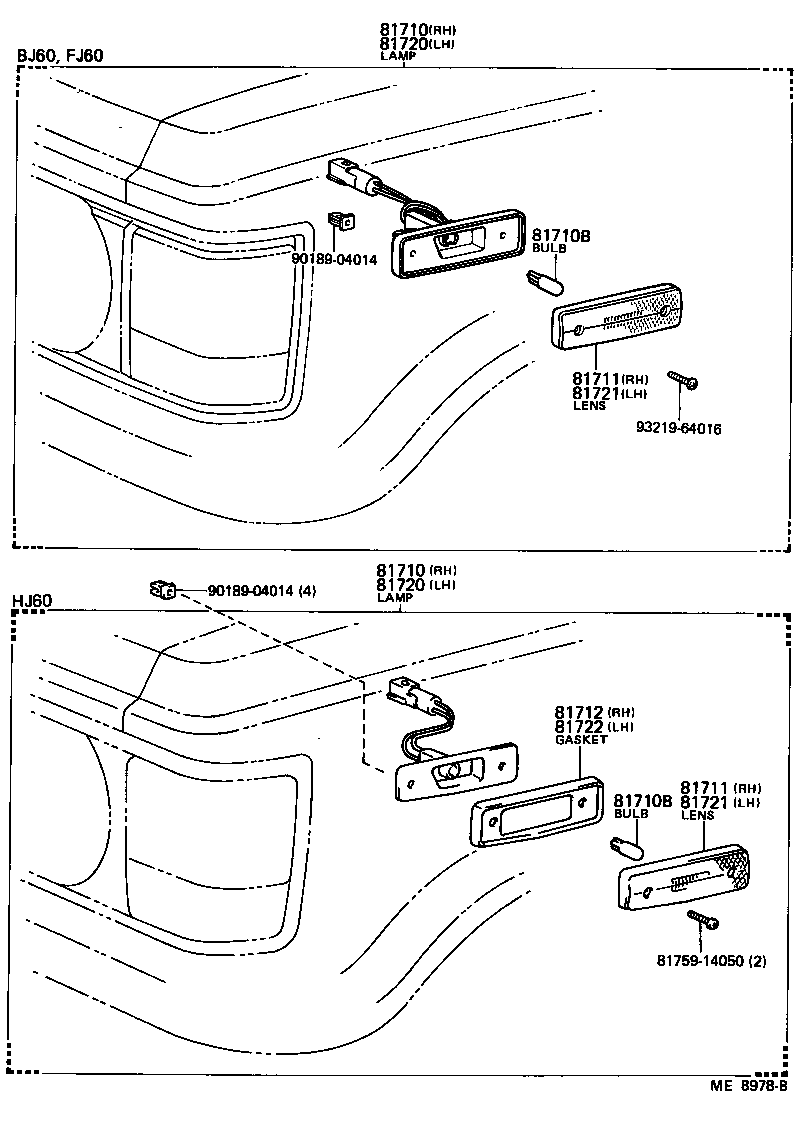 81710(RH)
81720(LH)
LAMP
BJ60, FJ60
90189-04014
81710B
BULB
81711(RH)
81721(LH)
LENS
93219-64016
81710 (RH)
81720 (LH)
LAMP
90189-04014 (4)
HJ60
81712 (RH)
81722 (LH)
GASKET
81710B
BULB
81711 (RH)
81721 (LH)
LENS
81759-14050 (2)
ME 8978-B